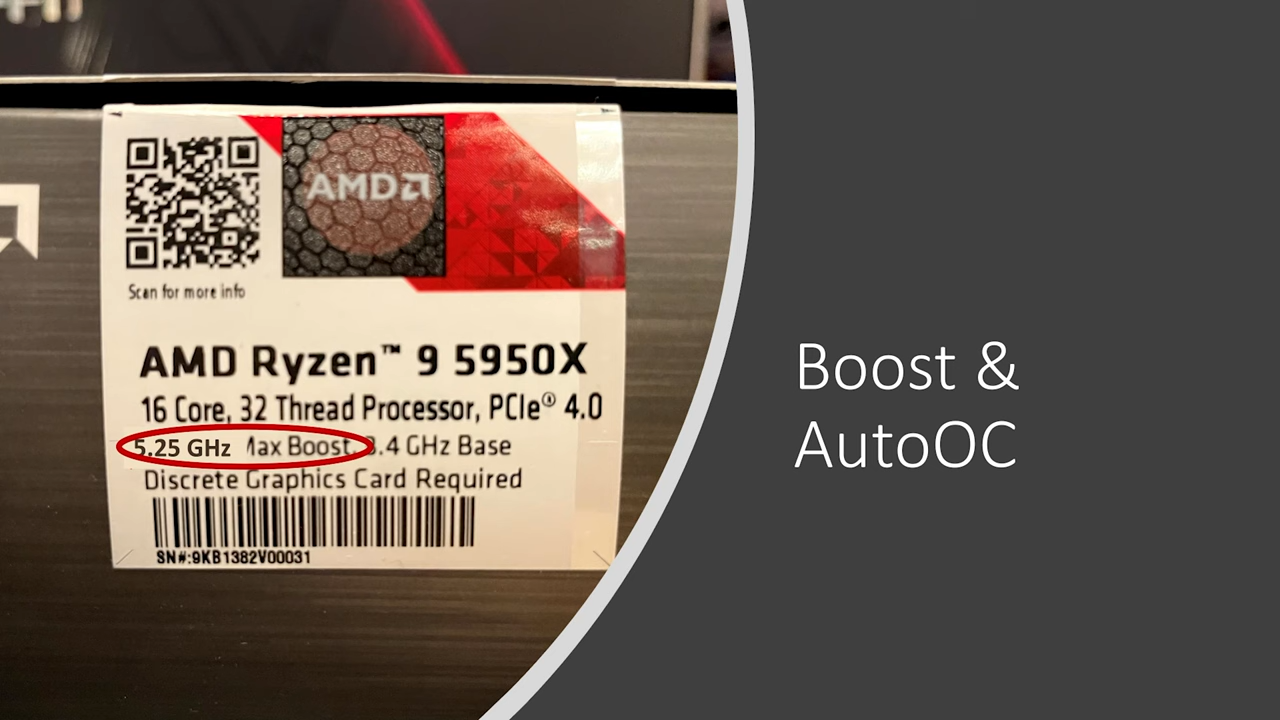 AMD
Scan for more info
AMD Ryzen™ 9 5950X
16 Core, 32 Thread Processor, PCIe® 4.0
5.25 GHz Max Boost, 3.4 GHz Base
Discrete Graphics Card Required
SN#:9KB1382V00031
Boost &
AutoOC